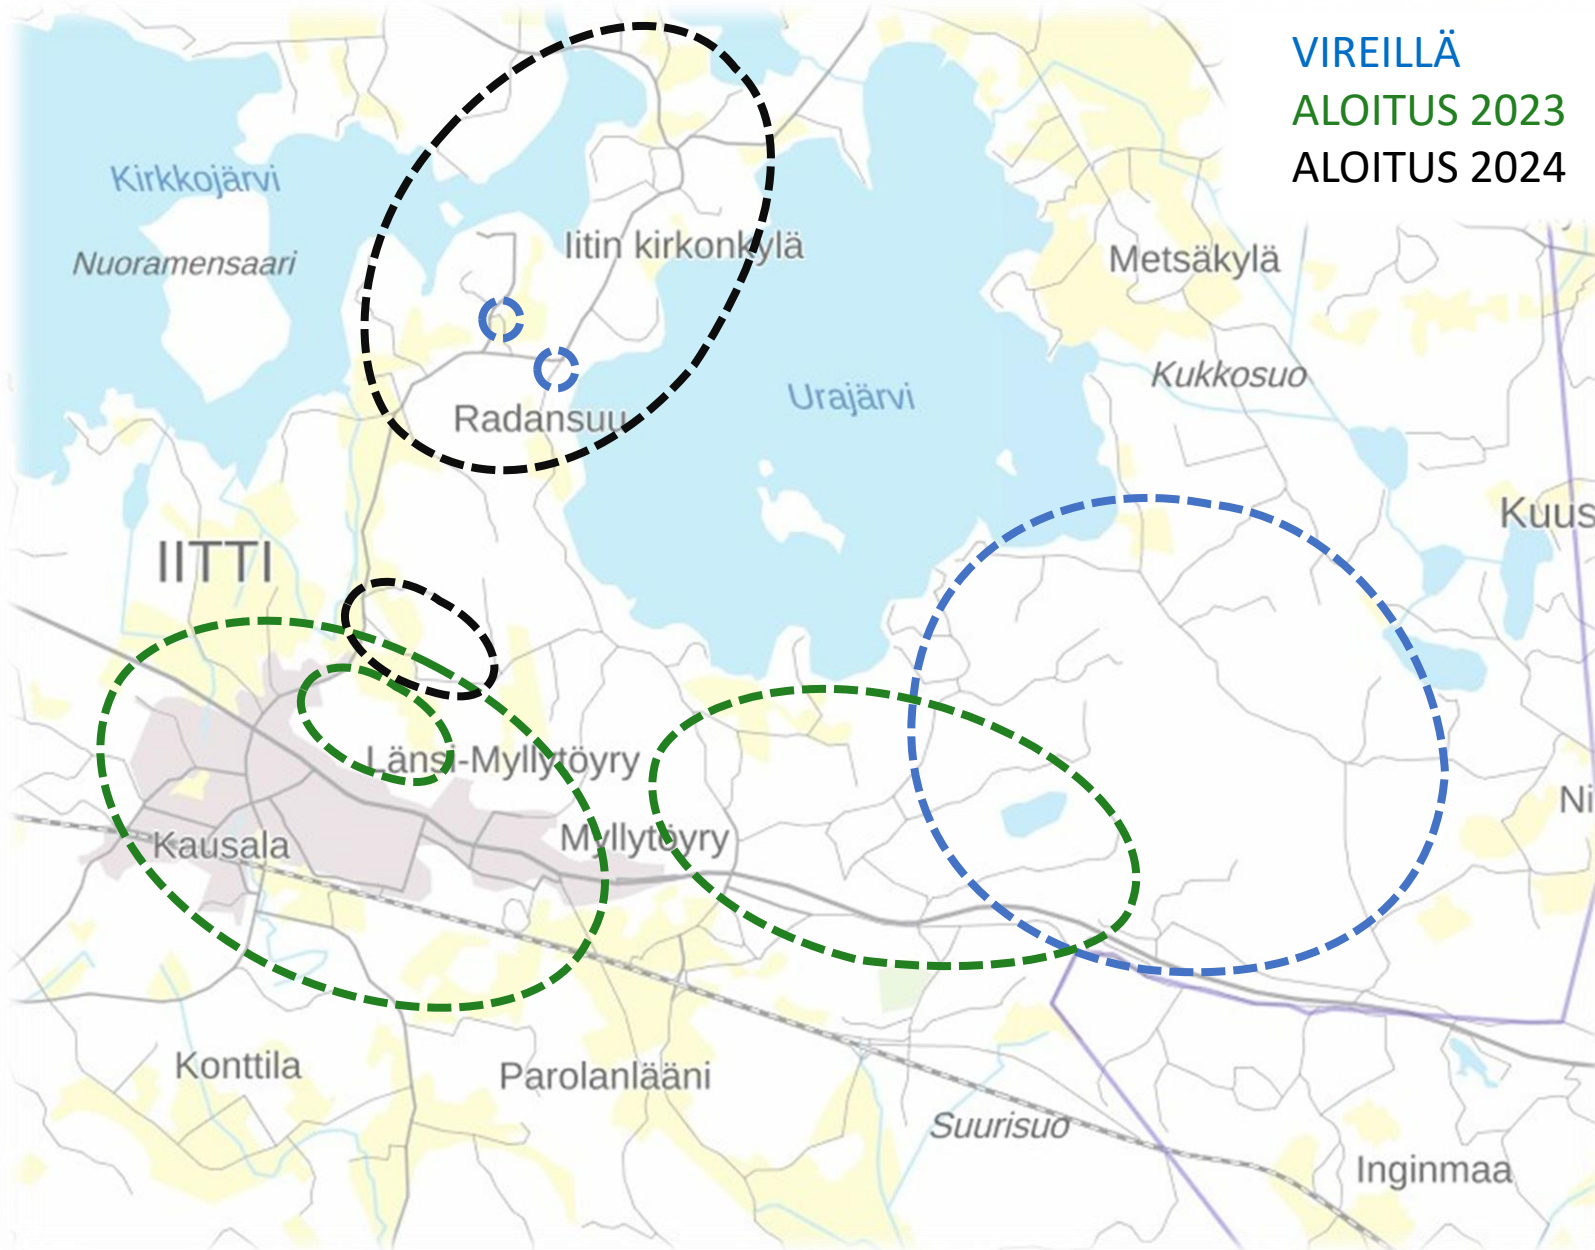 VIREILLÄ
ALOITUS 2023
ALOITUS 2024
Kirkkojärvi
Nuoramensaari
Iitin kirkonkylä
Metsäkylä
Kukkosuo
Urajärvi
Radansuu
Kuus
IITTI
Länsi-Myllytöyry
Ni
Myllytöyry
Kausala
Konttila
Parolanlääni
Suurisuo
Inginmaa